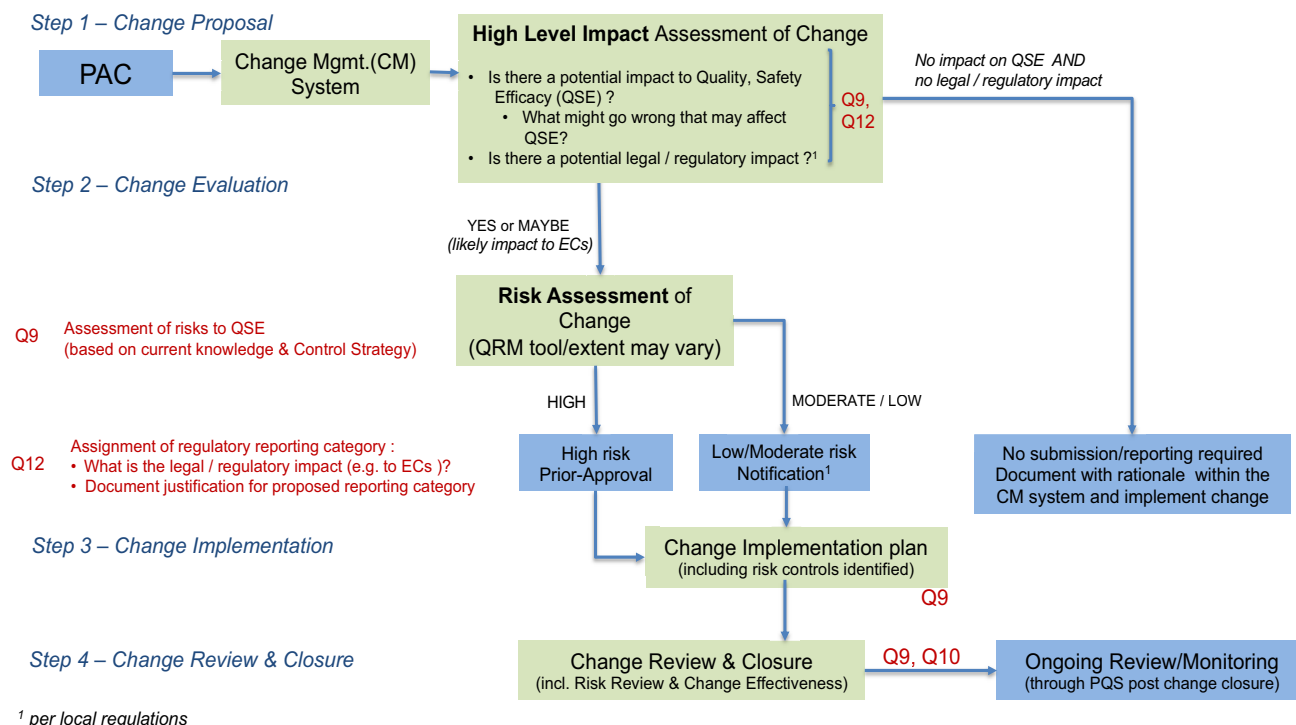 Step 1 – Change Proposal
PAC
Change Mgmt.(CM)
System
High Level Impact Assessment of Change
• Is there a potential impact to Quality, Safety
Efficacy (QSE) ?
• What might go wrong that may affect
QSE?
• Is there a potential legal / regulatory impact ?¹
Q9,
Q12
No impact on QSE AND
no legal / regulatory impact
Step 2 – Change Evaluation
YES or MAYBE
(likely impact to ECs)
Risk Assessment of
Change
(QRM tool/extent may vary)
Q9
Assessment of risks to QSE
(based on current knowledge & Control Strategy)
HIGH
MODERATE / LOW
Q12
Assignment of regulatory reporting category :
• What is the legal / regulatory impact (e.g. to ECs )?
• Document justification for proposed reporting category
High risk
Prior-Approval
Low/Moderate risk
Notification¹
No submission/reporting required
Document with rationale within the
CM system and implement change
Step 3 – Change Implementation
Change Implementation plan
(including risk controls identified)
Q9
Step 4 – Change Review & Closure
Change Review & Closure
(incl. Risk Review & Change Effectiveness)
Q9, Q10
Ongoing Review/Monitoring
(through PQS post change closure)
¹ per local regulations